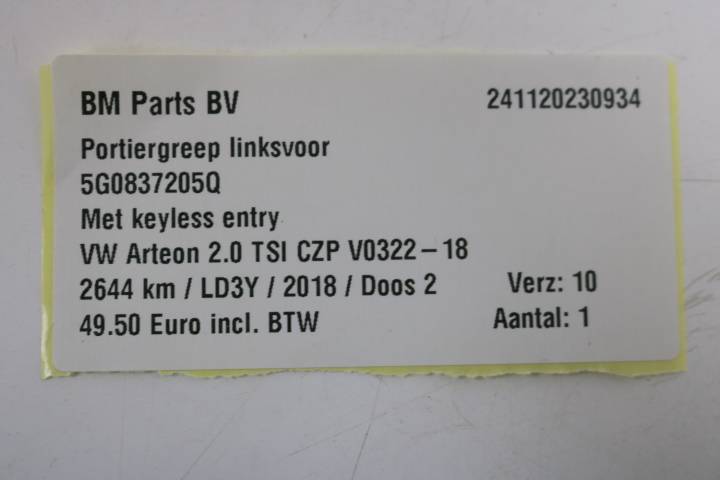 BM Parts BV 241120230934
Portiergreep linksvoor
5G0837205Q
Met keyless entry
VW Arteon 2.0 TSI CZP V0322-18
2644 km / LD3Y / 2018 / Doos 2 Verz: 10
49.50 Euro incl. BTW Aantal: 1